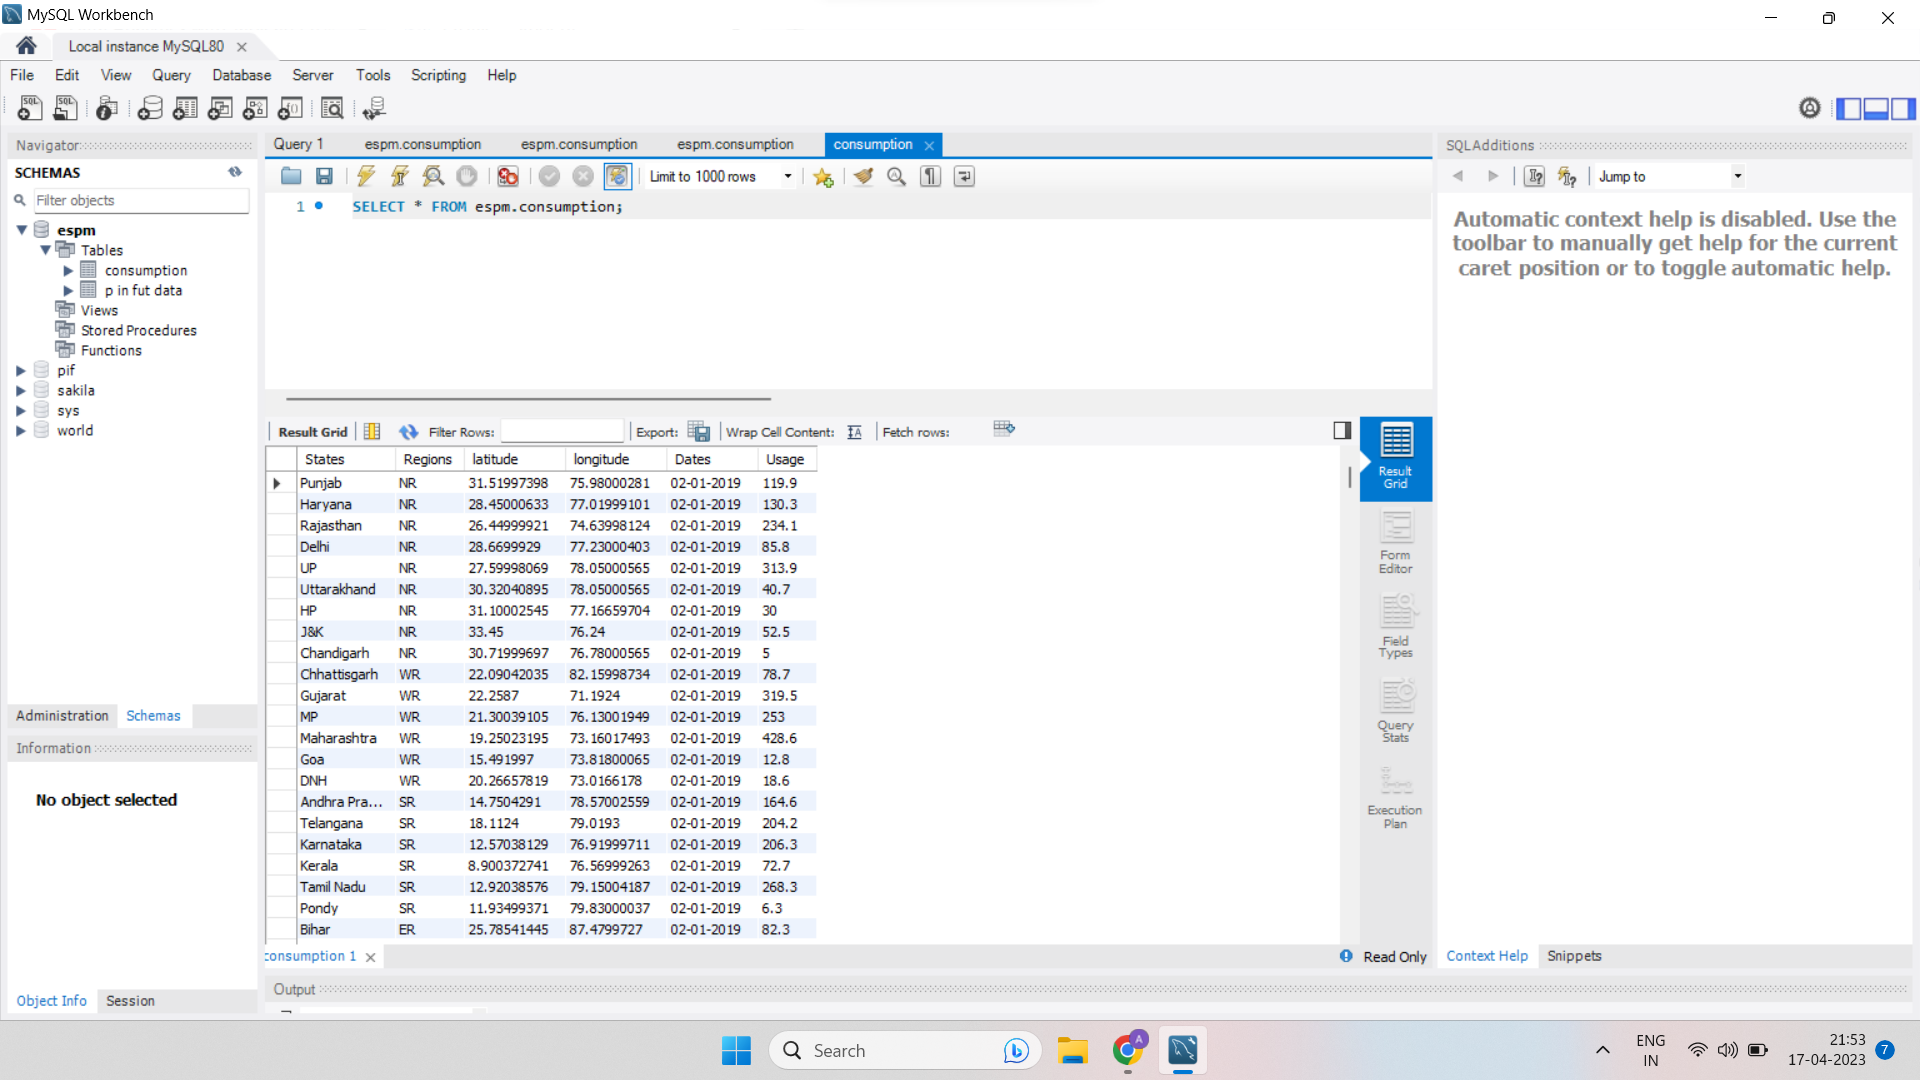 MySQL Workbench
Local instance MySQL80
File Edit View Query Database Server Tools Scripting Help
Navigator
SCHEMAS
Filter objects
espm
Tables
consumption
p in fut data
Views
Stored Procedures
Functions
pif
sakila
sys
world
Administration Schemas
Information
No object selected
Object Info Session
Query 1 espm.consumption espm.consumption espm.consumption consumption
Limit to 1000 rows
1 SELECT * FROM espm.consumption;
Result Grid Filter Rows: Export: Wrap Cell Content: Fetch rows:
States Regions latitude longitude Dates Usage
Punjab NR 31.51997398 75.98000281 02-01-2019 119.9
Haryana NR 28.45000633 77.01999101 02-01-2019 130.3
Rajasthan NR 26.44999921 74.63998124 02-01-2019 234.1
Delhi NR 28.6699929 77.23000403 02-01-2019 85.8
UP NR 27.59998069 78.05000565 02-01-2019 313.9
Uttarakhand NR 30.32040895 78.05000565 02-01-2019 40.7
HP NR 31.10002545 77.16659704 02-01-2019 30
J&K NR 33.45 76.24 02-01-2019 52.5
Chandigarh NR 30.71999697 76.78000565 02-01-2019 5
Chhattisgarh WR 22.09042035 82.15998734 02-01-2019 78.7
Gujarat WR 22.2587 71.1924 02-01-2019 319.5
MP WR 21.30039105 76.13001949 02-01-2019 253
Maharashtra WR 19.25023195 73.16017493 02-01-2019 428.6
Goa WR 15.491997 73.81800065 02-01-2019 12.8
DNH WR 20.26657819 73.0166178 02-01-2019 18.6
Andhra Pra... SR 14.7504291 78.57002559 02-01-2019 164.6
Telangana SR 18.1124 79.0193 02-01-2019 204.2
Karnataka SR 12.57038129 76.91999711 02-01-2019 206.3
Kerala SR 8.900372741 76.56999263 02-01-2019 72.7
Tamil Nadu SR 12.92038576 79.15004187 02-01-2019 268.3
Pondy SR 11.93499371 79.83000037 02-01-2019 6.3
Bihar ER 25.78541445 87.4799727 02-01-2019 82.3
Result
Grid
Form
Editor
Field
Types
Query
Stats
Execution
Plan
consumption 1
Read Only
Output
SQLAdditions
Jump to
Automatic context help is disabled. Use the
toolbar to manually get help for the current
caret position or to toggle automatic help.
Context Help Snippets
Search
A
ENG
IN
21:53
17-04-2023
7